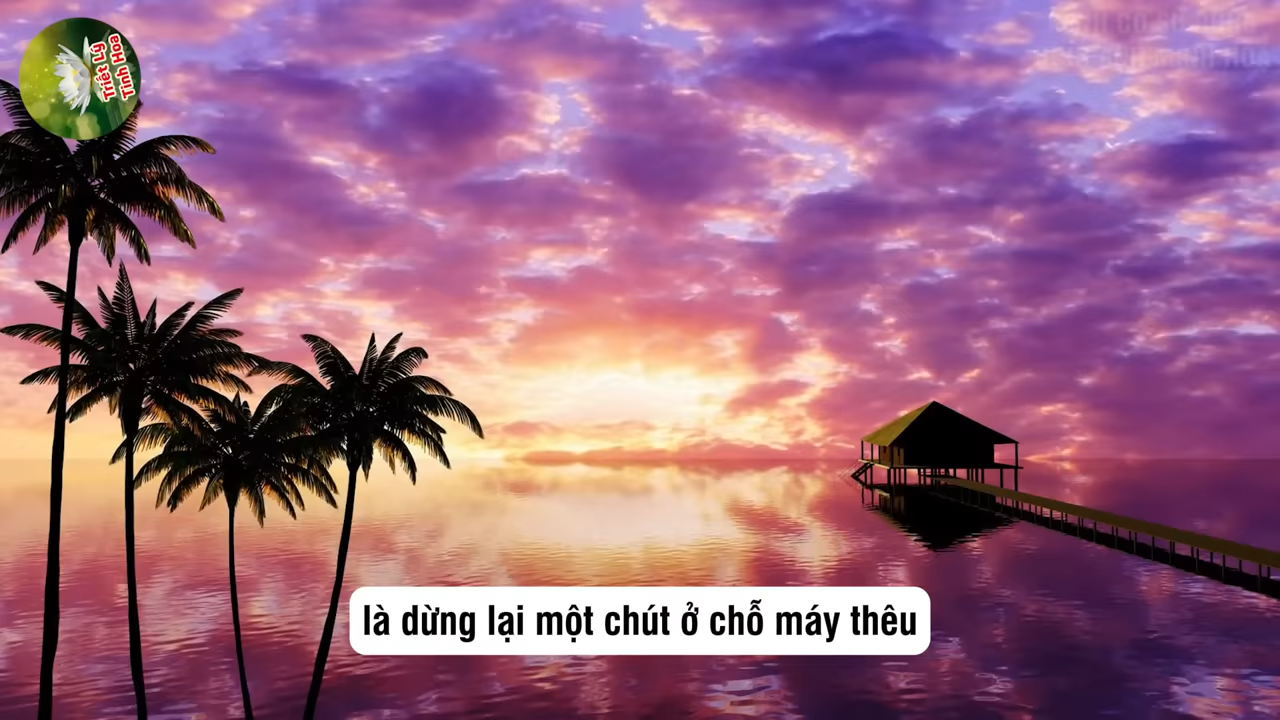 Triết Lý
Tinh Hoa
là dừng lại một chút ở chỗ máy thêu